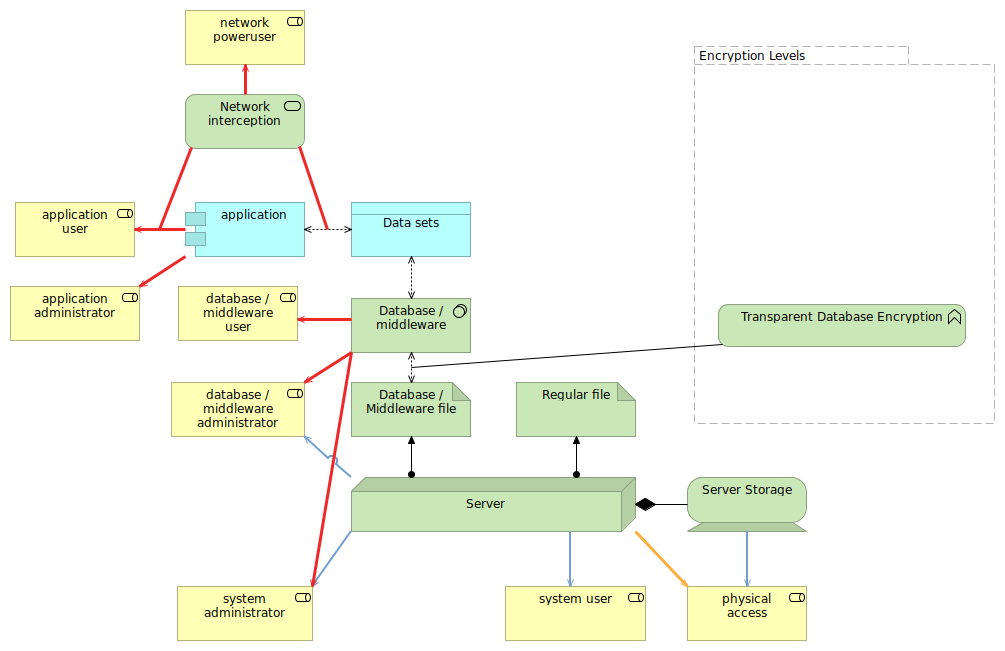 network
poweruser
Encryption Levels
Network
interception
application
user
application
Data sets
application
administrator
database /
middleware
user
Database /
middleware
Transparent Database Encryption
database /
middleware
administrator
Database /
Middleware file
Regular file
Server
Server Storage
system
administrator
system user
physical
access